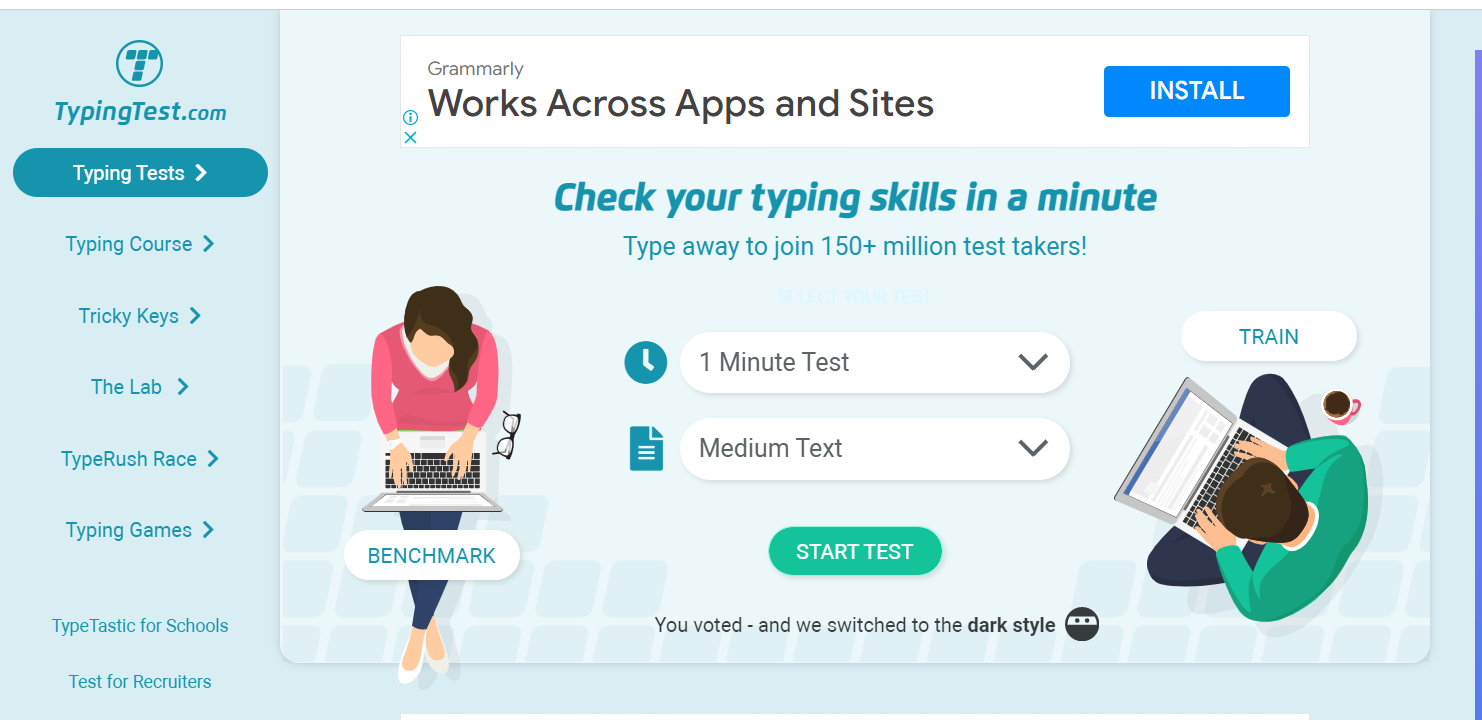 TypingTest.com
Typing Tests
Typing Course
Tricky Keys
The Lab
TypeRush Race
Typing Games
TypeTastic for Schools
Test for Recruiters
Grammarly
Works Across Apps and Sites
INSTALL
Check your typing skills in a minute
Type away to join 150+ million test takers!
SELECT YOUR TEST
1 Minute Test
Medium Text
START TEST
BENCHMARK
TRAIN
You voted - and we switched to the dark style